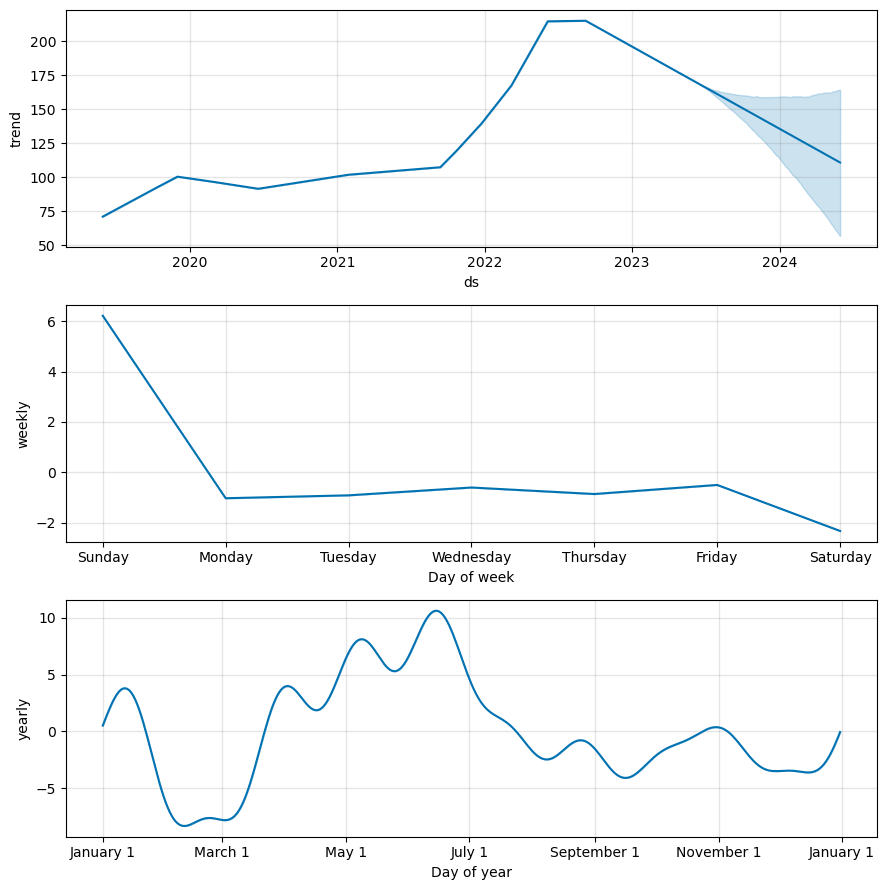 200
175
150
125
100
75
50
trend
2020 2021 2022 2023 2024
ds
6
4
2
0
−2
weekly
Sunday Monday Tuesday Wednesday Thursday Friday Saturday
Day of week
10
5
0
−5
yearly
January 1 March 1 May 1 July 1 September 1 November 1 January 1
Day of year